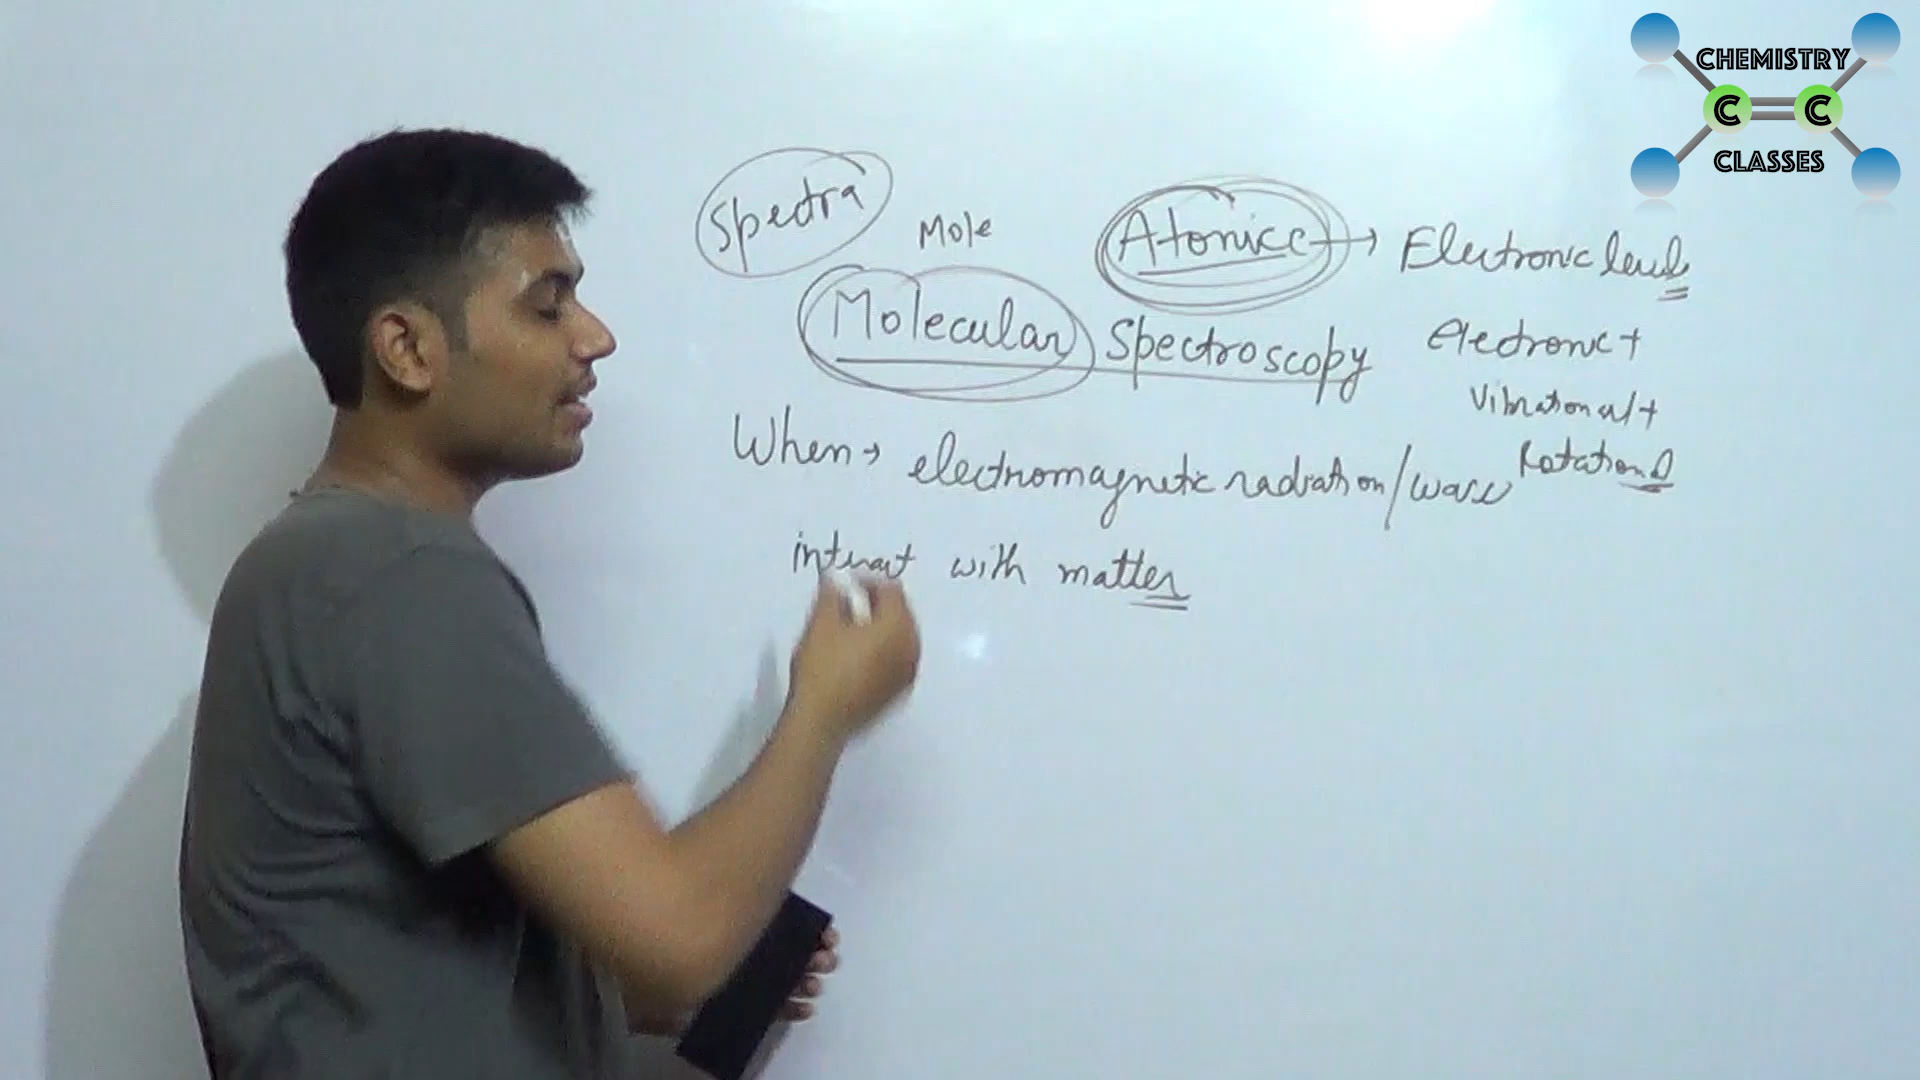 CHEMISTRY
C=C
CLASSES
Spectra
Mole
Atomicc → Electronic levels
Molecular Spectroscopy
electronic +
Vibrational +
Rotational
When → electromagnetic radiation/wave
interact with matter